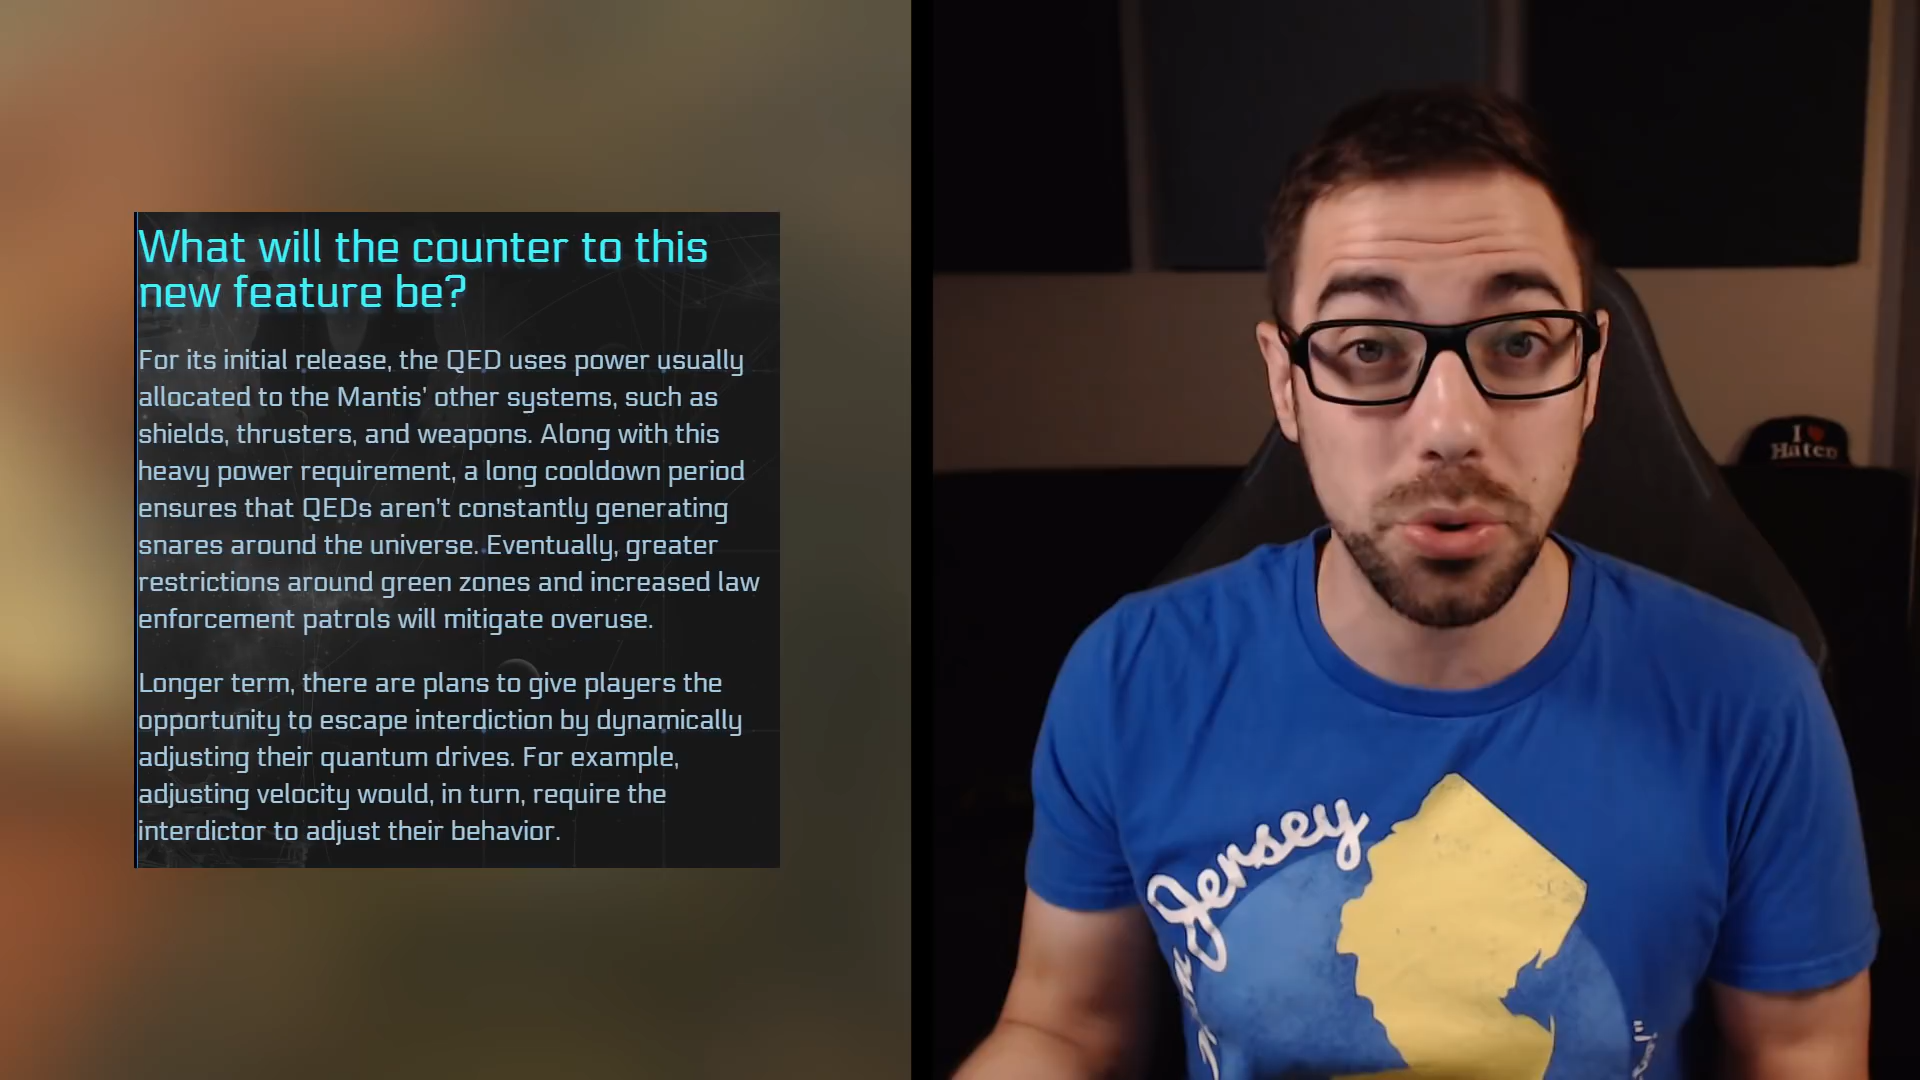 What will the counter to this
new feature be?
For its initial release, the QED uses power usually
allocated to the Mantis’ other systems, such as
shields, thrusters, and weapons. Along with this
heavy power requirement, a long cooldown period
ensures that QEDs aren’t constantly generating
snares around the universe. Eventually, greater
restrictions around green zones and increased law
enforcement patrols will mitigate overuse.
Longer term, there are plans to give players the
opportunity to escape interdiction by dynamically
adjusting their quantum drives. For example,
adjusting velocity would, in turn, require the
interdictor to adjust their behavior.
I ❤
Haters
Jersey